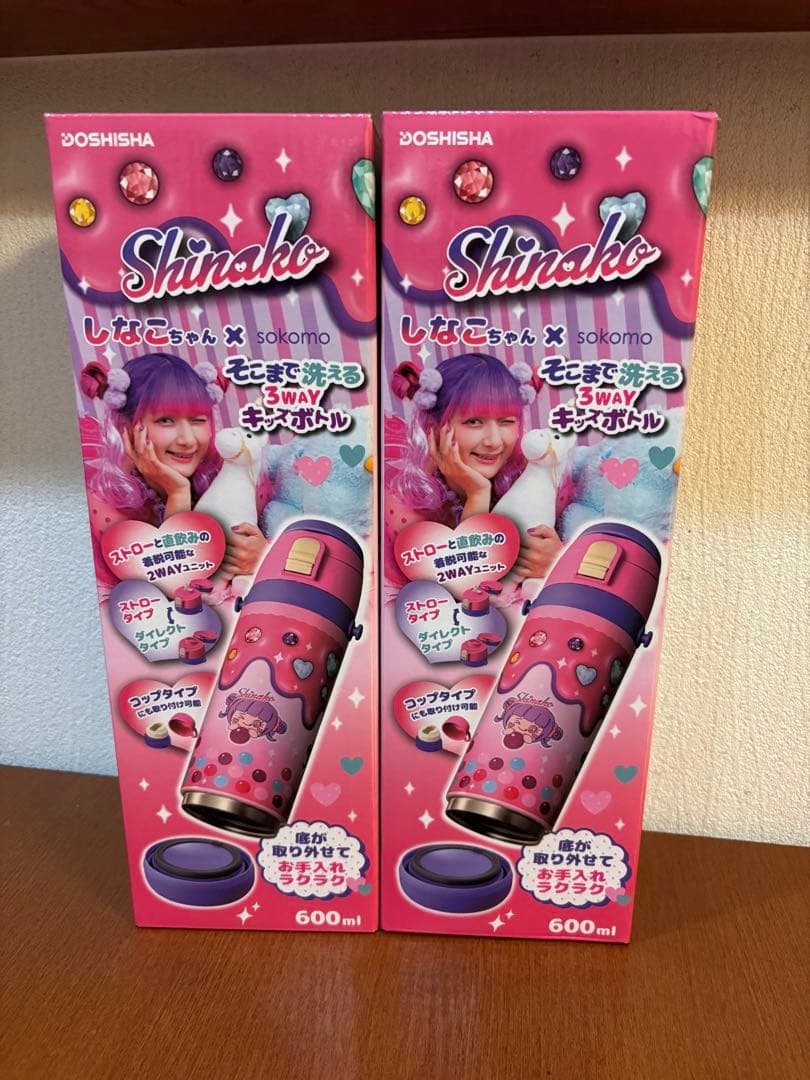 DOSHISHA
Shinako
しなこちゃん × sokomo
そこまで洗える
3WAY
キッズボトル
ストローと直飲みの
着脱可能な
2WAYユニット
ストロー
タイプ
ダイレクト
タイプ
コップタイプ
にも取り付け可能
Shinako
底が
取り外せて
お手入れ
ラクラク
600ml
DOSHISHA
Shinako
しなこちゃん × sokomo
そこまで洗える
3WAY
キッズボトル
ストローと直飲みの
着脱可能な
2WAYユニット
ストロー
タイプ
ダイレクト
タイプ
コップタイプ
にも取り付け可能
Shinako
底が
取り外せて
お手入れ
ラクラク
600ml